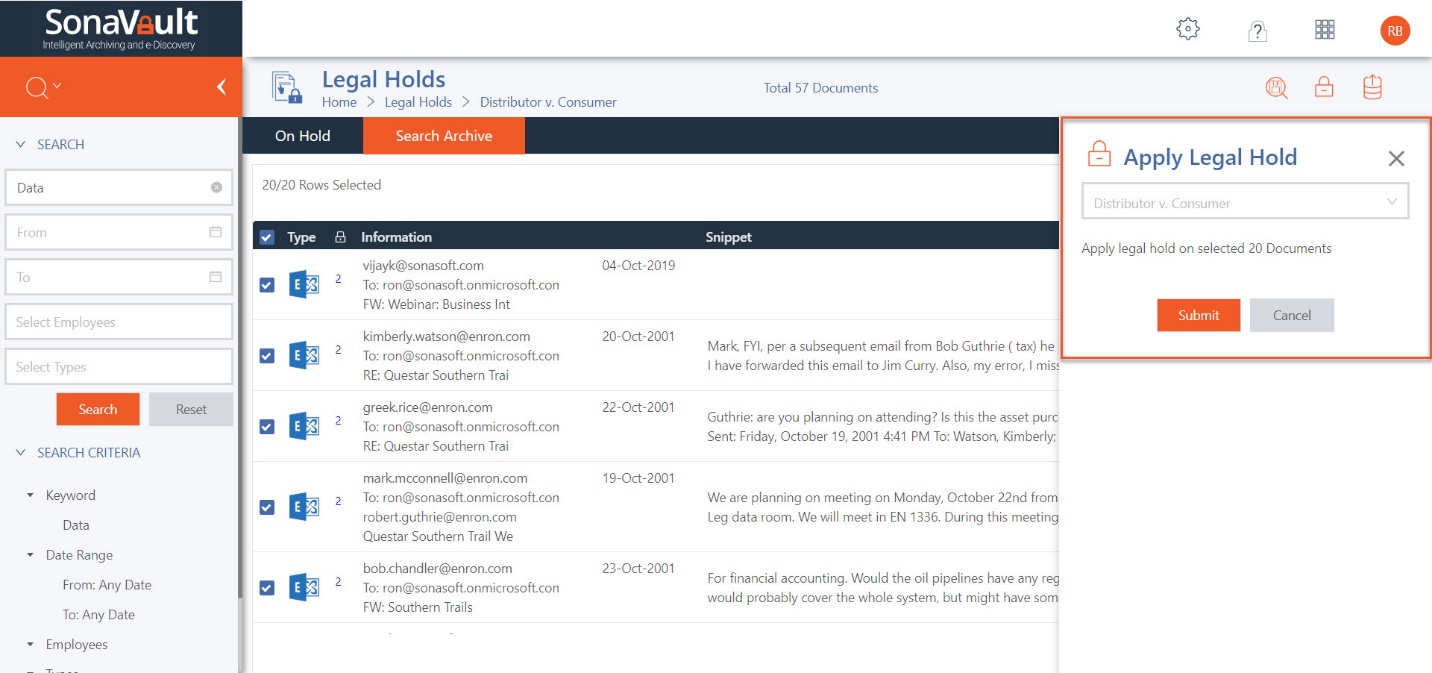 SonaVault
Intelligent Archiving and e-Discovery
?
RB
Legal Holds
Home > Legal Holds > Distributor v. Consumer
Total 57 Documents
SEARCH
Data
From
To
Select Employees
Select Types
Search Reset
SEARCH CRITERIA
Keyword
Data
Date Range
From: Any Date
To: Any Date
Employees
Types
On Hold Search Archive
20/20 Rows Selected
Type Information Snippet
2 vijayk@sonasoft.com 04-Oct-2019
To: ron@sonasoft.onmicrosoft.con
FW: Webinar: Business Int
2 kimberly.watson@enron.com 20-Oct-2001
To: ron@sonasoft.onmicrosoft.con
RE: Questar Southern Trai
Mark, FYI, per a subsequent email from Bob Guthrie ( tax) he
I have forwarded this email to Jim Curry. Also, my error, I miss
2 greek.rice@enron.com 22-Oct-2001
To: ron@sonasoft.onmicrosoft.con
RE: Questar Southern Trai
Guthrie: are you planning on attending? Is this the asset purc
Sent: Friday, October 19, 2001 4:41 PM To: Watson, Kimberly;
2 mark.mcconnell@enron.com 19-Oct-2001
To: ron@sonasoft.onmicrosoft.con
robert.guthrie@enron.com
Questar Southern Trail We
We are planning on meeting on Monday, October 22nd from
Leg data room. We will meet in EN 1336. During this meeting
2 bob.chandler@enron.com 23-Oct-2001
To: ron@sonasoft.onmicrosoft.con
FW: Southern Trails
For financial accounting. Would the oil pipelines have any reg
would probably cover the whole system, but might have som
Apply Legal Hold
Distributor v. Consumer
Apply legal hold on selected 20 Documents
Submit Cancel